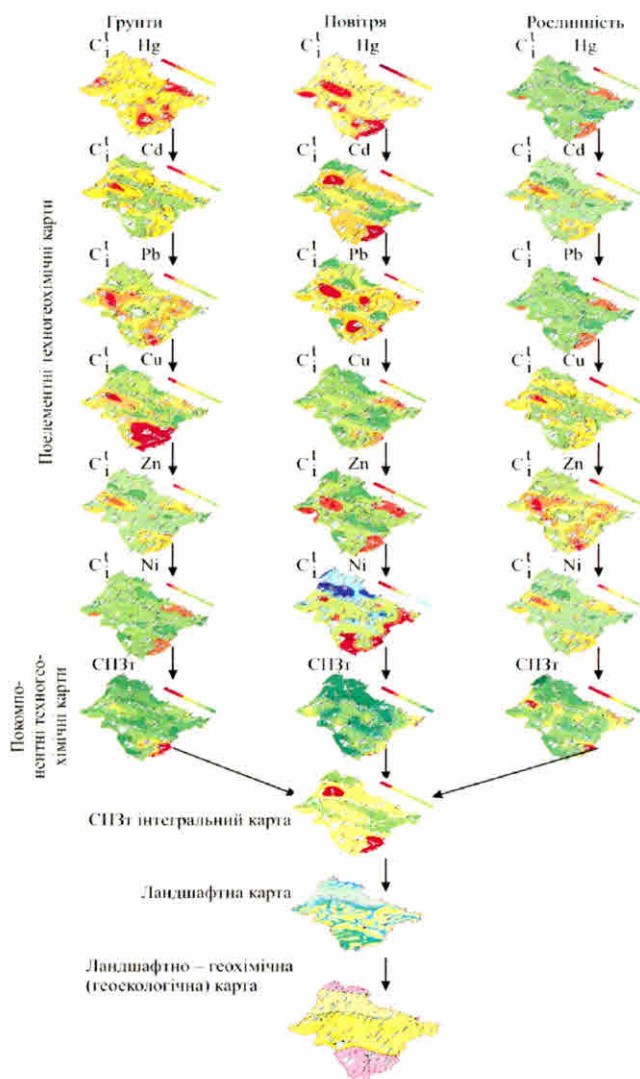 Ґрунти
Повітря
Рослинність
C i t Hg
C i t Hg
C i t Hg
C i t Cd
C i t Cd
C i t Cd
C i t Pb
C i t Pb
C i t Pb
C i t Cu
C i t Cu
C i t Cu
C i t Zn
C i t Zn
C i t Zn
C i t Ni
C i t Ni
C i t Ni
Поелементні техногеохімічні карти
СПЗт
СПЗт
СПЗт
Покомпо-
нентні техногео-
хімічні карти
СПЗт інтегральний карта
Ландшафтна карта
Ландшафтно – геохімічна
(геоекологічна) карта